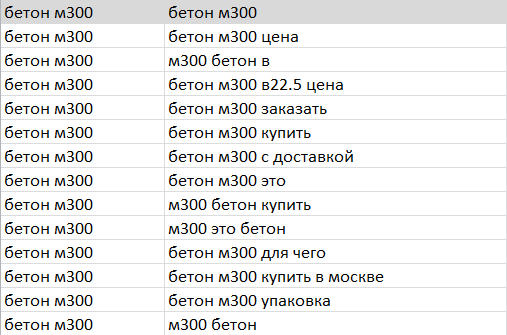 бетон м300 бетон м300
бетон м300 бетон м300 цена
бетон м300 м300 бетон в
бетон м300 бетон м300 в22.5 цена
бетон м300 бетон м300 заказать
бетон м300 бетон м300 купить
бетон м300 бетон м300 с доставкой
бетон м300 бетон м300 это
бетон м300 м300 бетон купить
бетон м300 м300 это бетон
бетон м300 бетон м300 для чего
бетон м300 бетон м300 купить в москве
бетон м300 бетон м300 упаковка
бетон м300 м300 бетон